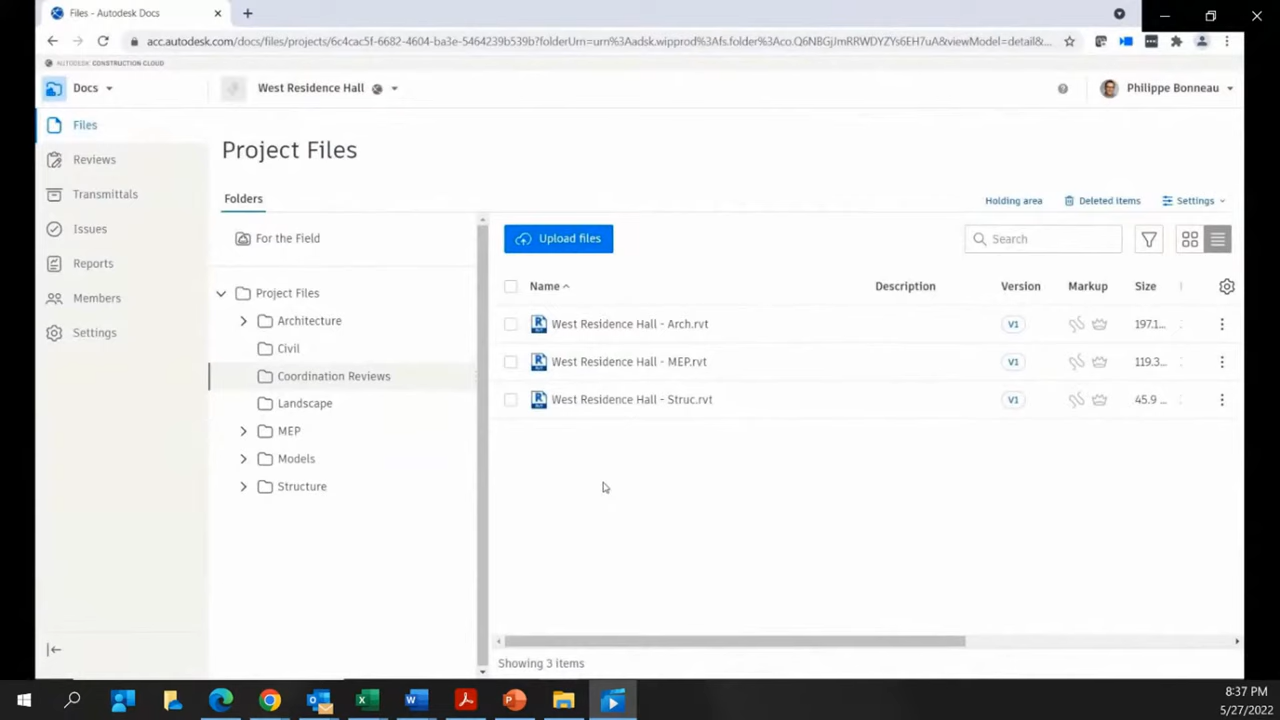 Files - Autodesk Docs
acc.autodesk.com/docs/files/projects/6c4cac5f-6682-4604-ba3e-5464239b539b?folderUrn=urn%3Aadsk.wipprod%3Afs.folder%3Aco.Q6NBGJmRRWDYZYs6EH7uA&viewModel=detail&...
AUTODESK CONSTRUCTION CLOUD
Docs
West Residence Hall
Philippe Bonneau
Files
Reviews
Transmittals
Issues
Reports
Members
Settings
Project Files
Folders
Holding area
Deleted items
Settings
For the Field
Project Files
Architecture
Civil
Coordination Reviews
Landscape
MEP
Models
Structure
Upload files
Search
Name Description Version Markup Size
West Residence Hall - Arch.rvt V1 197.1...
West Residence Hall - MEP.rvt V1 119.3...
West Residence Hall - Struc.rvt V1 45.9 ...
Showing 3 items
8:37 PM
5/27/2022